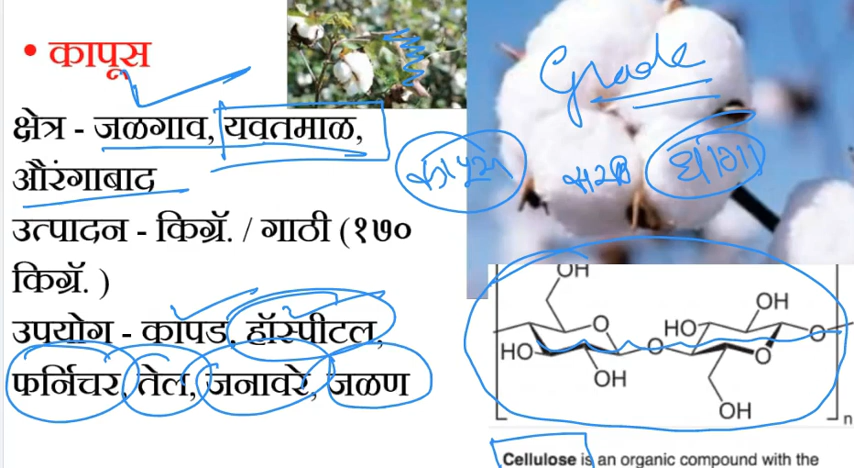 • कापूस
क्षेत्र - जळगाव, यवतमाळ,
औरंगाबाद
उत्पादन - किग्रॅ. / गाठी (१७०
किग्रॅ. )
उपयोग - कापड, हॉस्पीटल,
फर्निचर, तेल, जनावरे, जळण
Grade
कापूस धागा
OH
O HO OH
O
HO O O
OH
OH
n
Cellulose is an organic compound with the